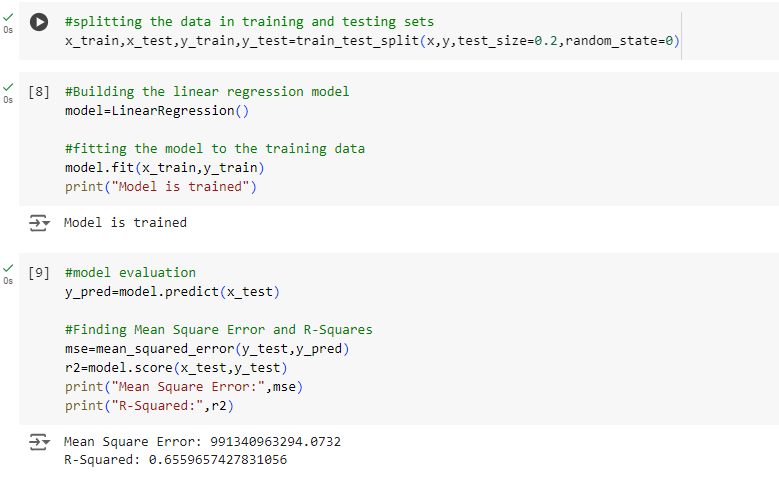 0s
#splitting the data in training and testing sets
x_train,x_test,y_train,y_test=train_test_split(x,y,test_size=0.2,random_state=0)
0s
[8]
#Building the linear regression model
model=LinearRegression()
#fitting the model to the training data
model.fit(x_train,y_train)
print("Model is trained")
Model is trained
0s
[9]
#model evaluation
y_pred=model.predict(x_test)
#Finding Mean Square Error and R-Squares
mse=mean_squared_error(y_test,y_pred)
r2=model.score(x_test,y_test)
print("Mean Square Error:",mse)
print("R-Squared:",r2)
Mean Square Error: 991340963294.0732
R-Squared: 0.6559657427831056